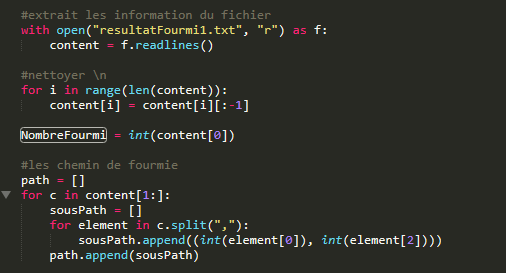 #extrait les information du fichier
with open("resultatFourmi1.txt", "r") as f:
    content = f.readlines()
#nettoyer \n
for i in range(len(content)):
    content[i] = content[i][:-1]
NombreFourmi = int(content[0])
#les chemin de fourmie
path = []
for c in content[1:]:
    sousPath = []
    for element in c.split(","):
        sousPath.append((int(element[0]), int(element[2])))
    path.append(sousPath)